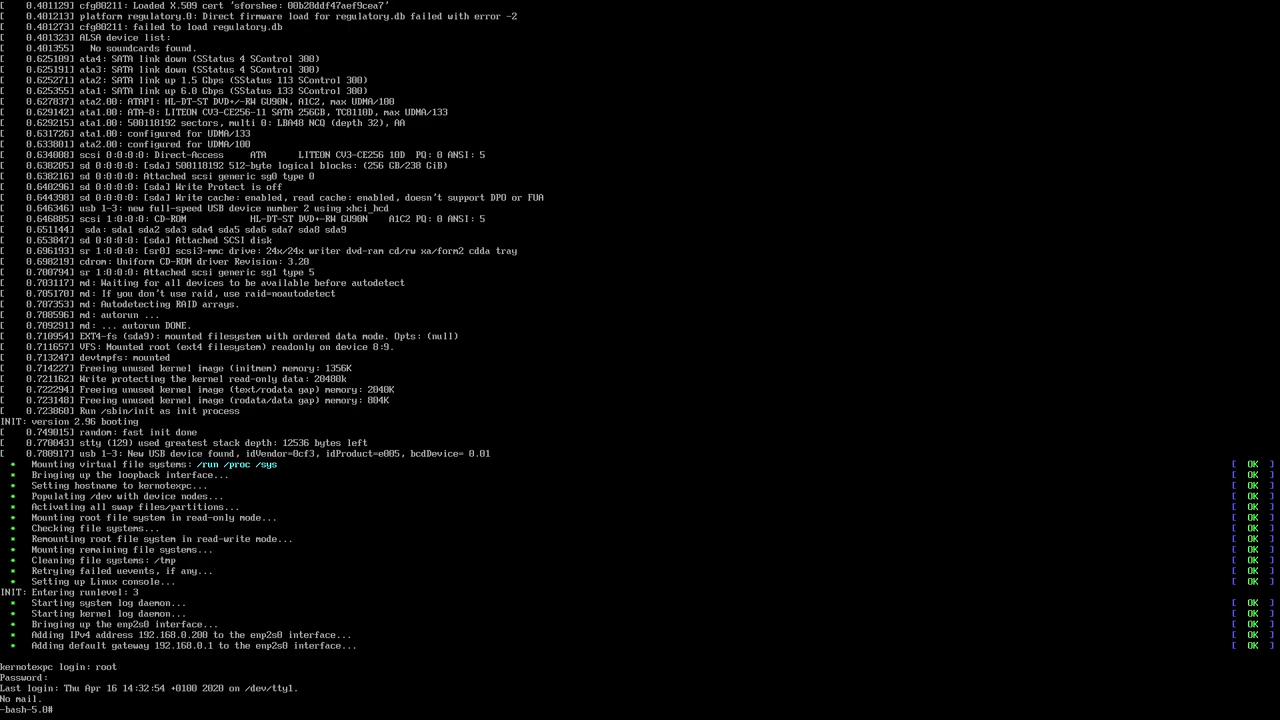 [    0.401129] cfg80211: Loaded X.509 cert 'sforshee: 00b28ddf47aef9cea7'
[    0.401213] platform regulatory.0: Direct firmware load for regulatory.db failed with error -2
[    0.401273] cfg80211: failed to load regulatory.db
[    0.401323] ALSA device list:
[    0.401355]   No soundcards found.
[    0.625109] ata4: SATA link down (SStatus 4 SControl 300)
[    0.625191] ata3: SATA link down (SStatus 4 SControl 300)
[    0.625271] ata2: SATA link up 1.5 Gbps (SStatus 113 SControl 300)
[    0.625355] ata1: SATA link up 6.0 Gbps (SStatus 133 SControl 300)
[    0.627837] ata2.00: ATAPI: HL-DT-ST DVD+/-RW GU90N, A1C2, max UDMA/100
[    0.629142] ata1.00: ATA-8: LITEON CV3-CE256-11 SATA 256GB, TC8110D, max UDMA/133
[    0.629215] ata1.00: 500118192 sectors, multi 0: LBA48 NCQ (depth 32), AA
[    0.631726] ata1.00: configured for UDMA/133
[    0.633801] ata2.00: configured for UDMA/100
[    0.634008] scsi 0:0:0:0: Direct-Access     ATA      LITEON CV3-CE256 10D  PQ: 0 ANSI: 5
[    0.638205] sd 0:0:0:0: [sda] 500118192 512-byte logical blocks: (256 GB/238 GiB)
[    0.638216] sd 0:0:0:0: Attached scsi generic sg0 type 0
[    0.640296] sd 0:0:0:0: [sda] Write Protect is off
[    0.644398] sd 0:0:0:0: [sda] Write cache: enabled, read cache: enabled, doesn't support DPO or FUA
[    0.646346] usb 1-3: new full-speed USB device number 2 using xhci_hcd
[    0.646885] scsi 1:0:0:0: CD-ROM            HL-DT-ST DVD+-RW GU90N    A1C2 PQ: 0 ANSI: 5
[    0.651144]  sda: sda1 sda2 sda3 sda4 sda5 sda6 sda7 sda8 sda9
[    0.653847] sd 0:0:0:0: [sda] Attached SCSI disk
[    0.696193] sr 1:0:0:0: [sr0] scsi3-mmc drive: 24x/24x writer dvd-ram cd/rw xa/form2 cdda tray
[    0.698219] cdrom: Uniform CD-ROM driver Revision: 3.20
[    0.700794] sr 1:0:0:0: Attached scsi generic sg1 type 5
[    0.703117] md: Waiting for all devices to be available before autodetect
[    0.705170] md: If you don't use raid, use raid=noautodetect
[    0.707353] md: Autodetecting RAID arrays.
[    0.708596] md: autorun ...
[    0.709291] md: ... autorun DONE.
[    0.710954] EXT4-fs (sda9): mounted filesystem with ordered data mode. Opts: (null)
[    0.711657] VFS: Mounted root (ext4 filesystem) readonly on device 8:9.
[    0.713247] devtmpfs: mounted
[    0.714227] Freeing unused kernel image (initmem) memory: 1356K
[    0.721162] Write protecting the kernel read-only data: 20480k
[    0.722294] Freeing unused kernel image (text/rodata gap) memory: 2040K
[    0.723148] Freeing unused kernel image (rodata/data gap) memory: 804K
[    0.723860] Run /sbin/init as init process
INIT: version 2.96 booting
[    0.749015] random: fast init done
[    0.770043] stty (129) used greatest stack depth: 12536 bytes left
[    0.780917] usb 1-3: New USB device found, idVendor=0cf3, idProduct=e005, bcdDevice= 0.01
*   Mounting virtual file systems: /run /proc /sys [  OK  ]
*   Bringing up the loopback interface... [  OK  ]
*   Setting hostname to kernotexpc... [  OK  ]
*   Populating /dev with device nodes... [  OK  ]
*   Activating all swap files/partitions... [  OK  ]
*   Mounting root file system in read-only mode... [  OK  ]
*   Checking file systems... [  OK  ]
*   Remounting root file system in read-write mode... [  OK  ]
*   Mounting remaining file systems... [  OK  ]
*   Cleaning file systems: /tmp [  OK  ]
*   Retrying failed uevents, if any... [  OK  ]
*   Setting up Linux console... [  OK  ]
INIT: Entering runlevel: 3
*   Starting system log daemon... [  OK  ]
*   Starting kernel log daemon... [  OK  ]
*   Bringing up the enp2s0 interface... [  OK  ]
*   Adding IPv4 address 192.168.0.200 to the enp2s0 interface... [  OK  ]
*   Adding default gateway 192.168.0.1 to the enp2s0 interface... [  OK  ]
kernotexpc login: root
Password:
Last login: Thu Apr 16 14:32:54 +0100 2020 on /dev/tty1.
No mail.
-bash-5.0#